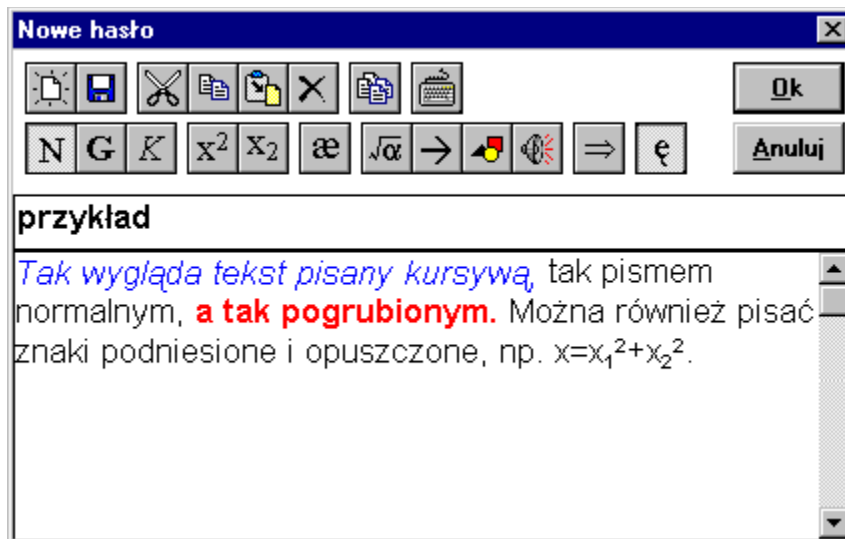 Nowe hasło
Ok
N G K x² x₂ æ √α → ⇒ ę Anuluj
przykład
Tak wygląda tekst pisany kursywą, tak pismem
normalnym, a tak pogrubionym. Można również pisać
znaki podniesione i opuszczone, np. x=x₁²+x₂².